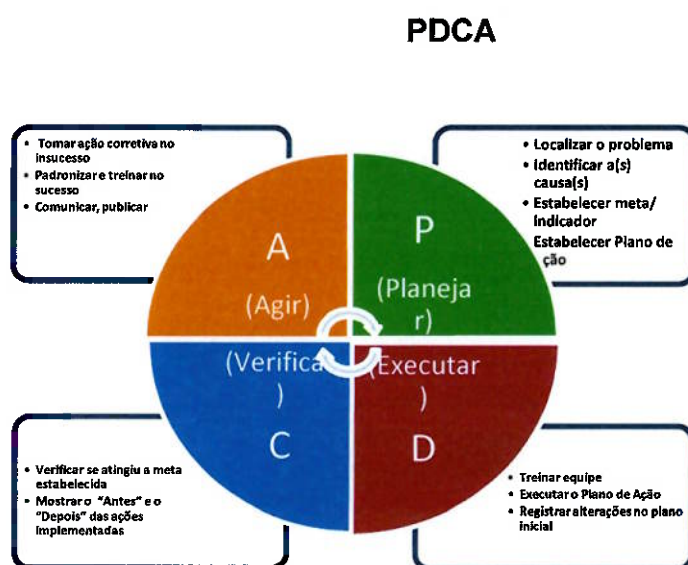 PDCA
• Tomar ação corretiva no
insucesso
• Padronizar e treinar no
sucesso
• Comunicar, publicar
• Localizar o problema
• Identificar a(s)
causa(s)
• Estabelecer meta/
indicador
Estabelecer Plano de
ção
A
(Agir)
P
(Planeja
r)
(Verifica
)
C
(Executar
)
D
• Verificar se atingiu a meta
estabelecida
• Mostrar o "Antes" e o
"Depois" das ações
implementadas
• Treinar equipe
• Executar o Plano de Ação
• Registrar alterações no plano
inicial